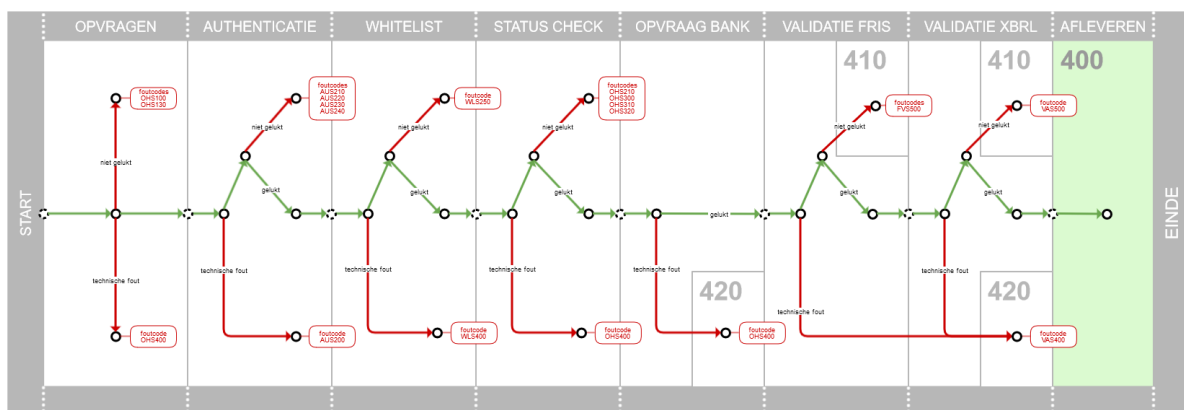 OPVRAGEN
AUTHENTICATIE
WHITELIST
STATUS CHECK
OPVRAAG BANK
VALIDATIE FRIS
VALIDATIE XBRL
AFLEVEREN
410
410
400
foutcodes
OHS100
OHS130
foutcodes
AUS210
AUS220
AUS230
AUS240
foutcode
WLS250
foutcodes
OHS210
OHS300
OHS310
OHS320
foutcodes
FVS500
foutcode
VAS500
niet gelukt
niet gelukt
niet gelukt
niet gelukt
niet gelukt
niet gelukt
gelukt
gelukt
gelukt
gelukt
gelukt
gelukt
START
EINDE
technische fout
technische fout
technische fout
technische fout
technische fout
technische fout
technische fout
420
420
foutcode
OHS400
foutcode
AUS200
foutcode
WLS400
foutcode
OHS400
foutcode
OHS400
foutcode
VAS400